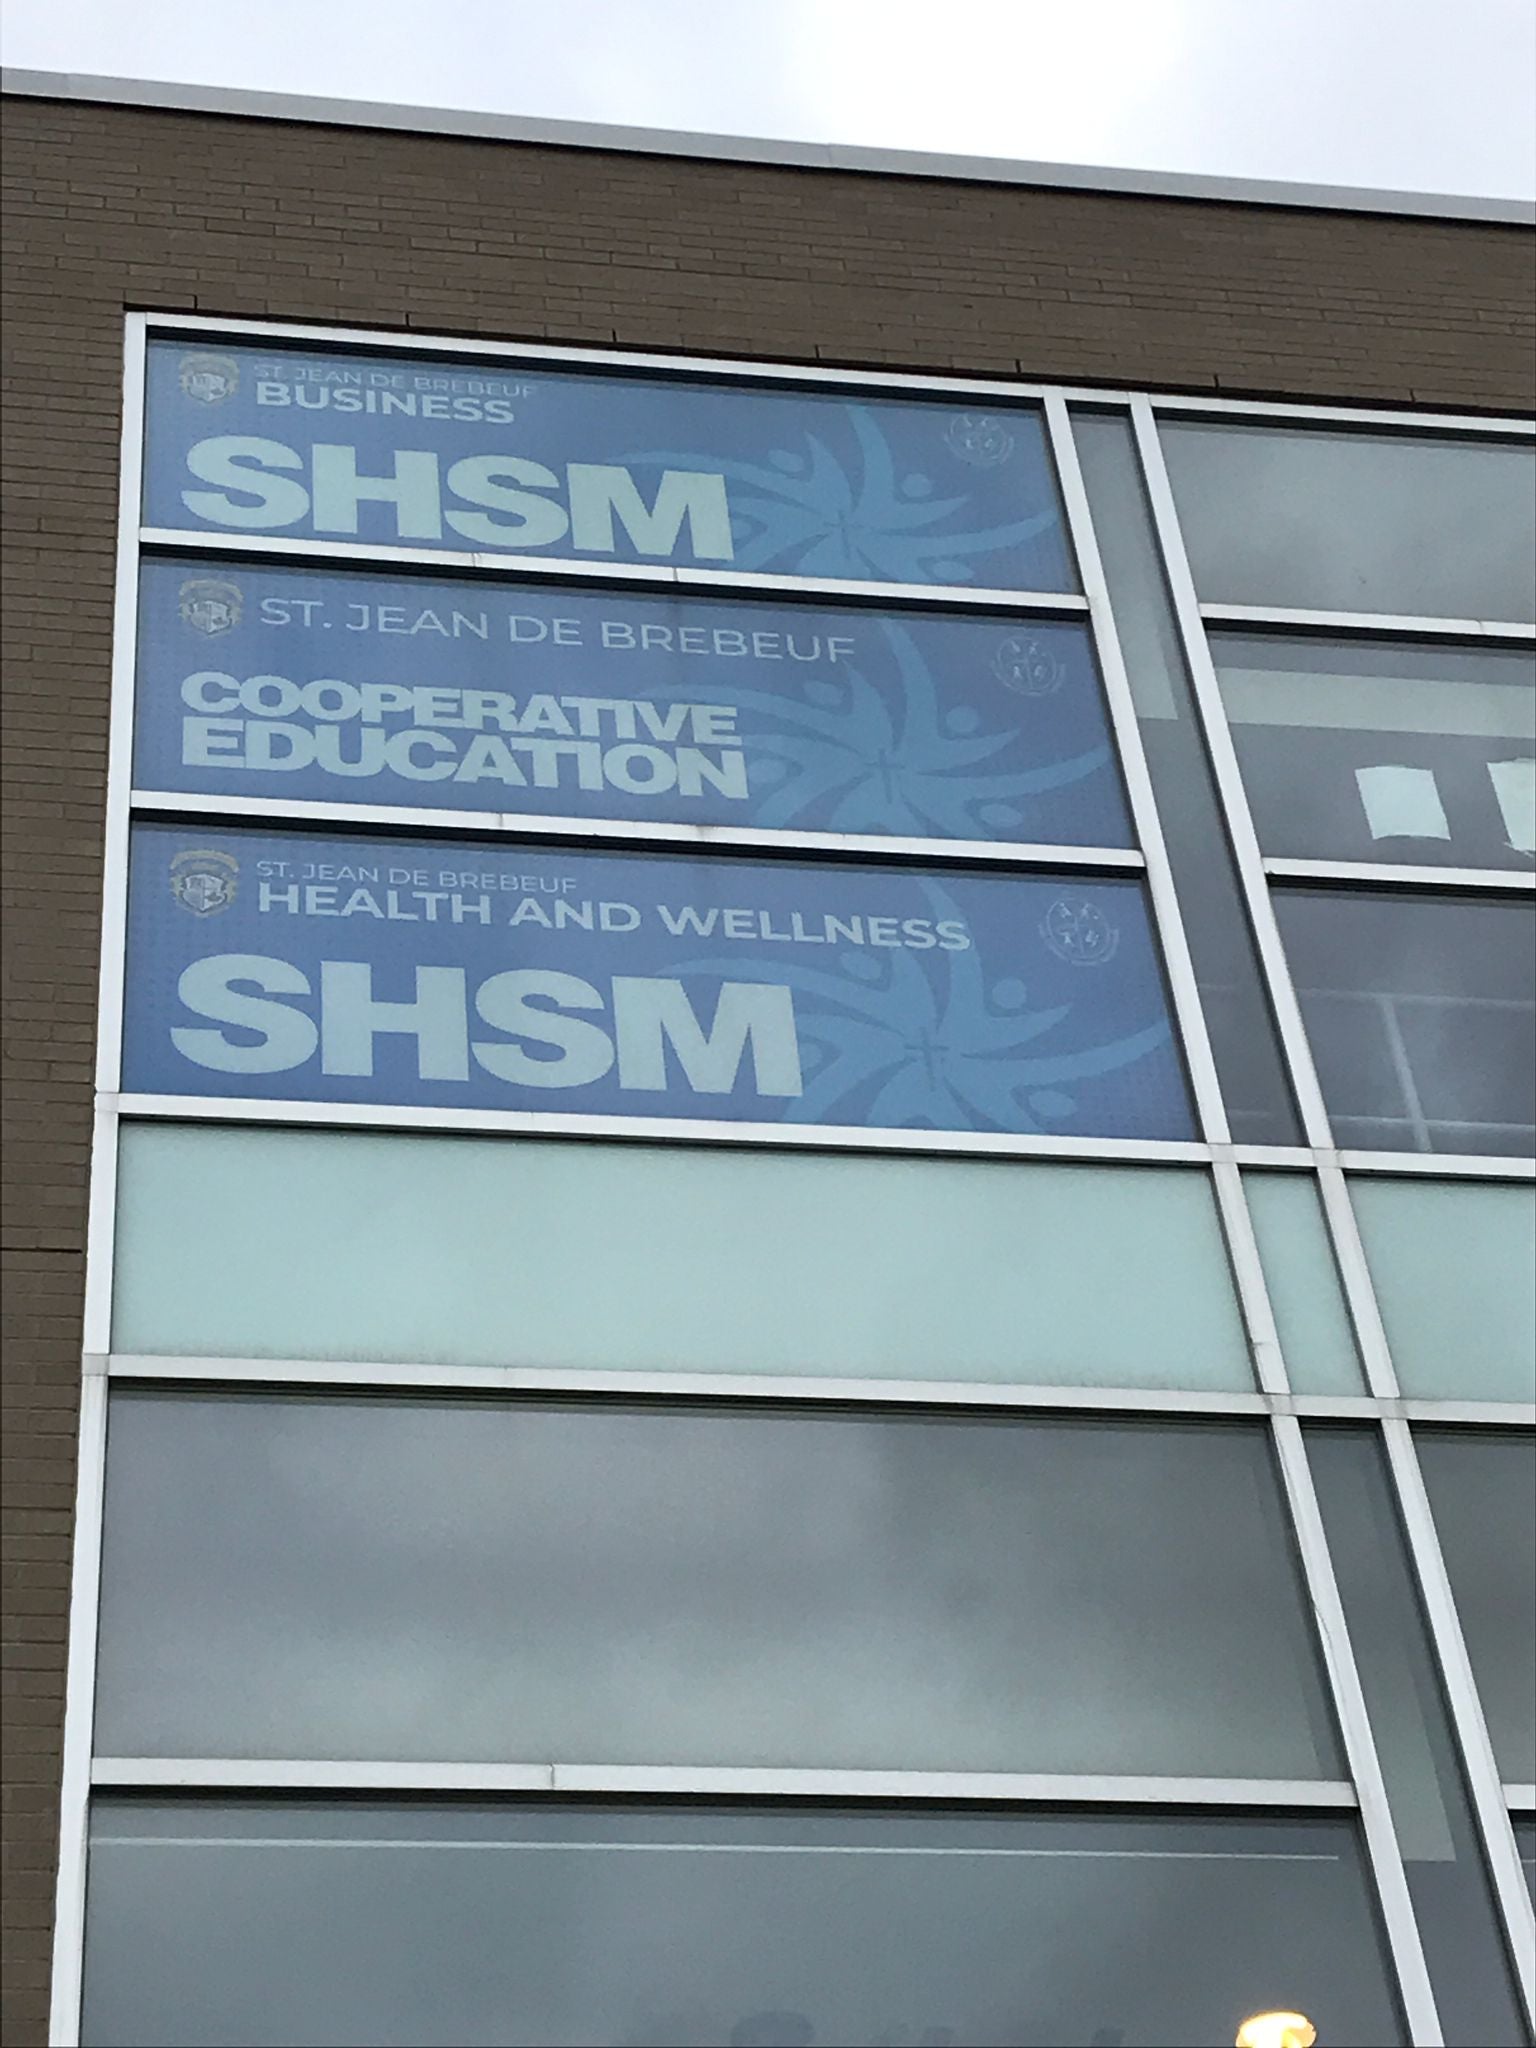 ST. JEAN DE BREBEUF
BUSINESS
SHSM
ST. JEAN DE BREBEUF
COOPERATIVE
EDUCATION
ST. JEAN DE BREBEUF
HEALTH AND WELLNESS
SHSM